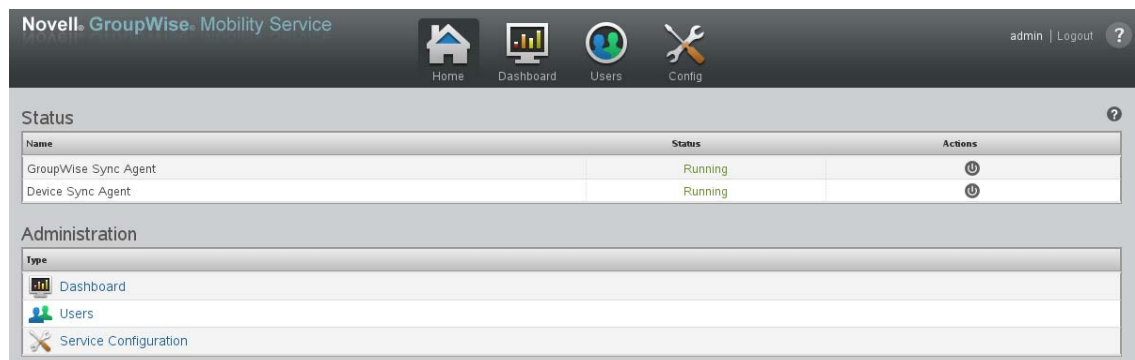 Novell® GroupWise® Mobility Service
Home
Dashboard
Users
Config
admin | Logout
?
Status
?
Name Status Actions
GroupWise Sync Agent Running
Device Sync Agent Running
Administration
Type
Dashboard
Users
Service Configuration